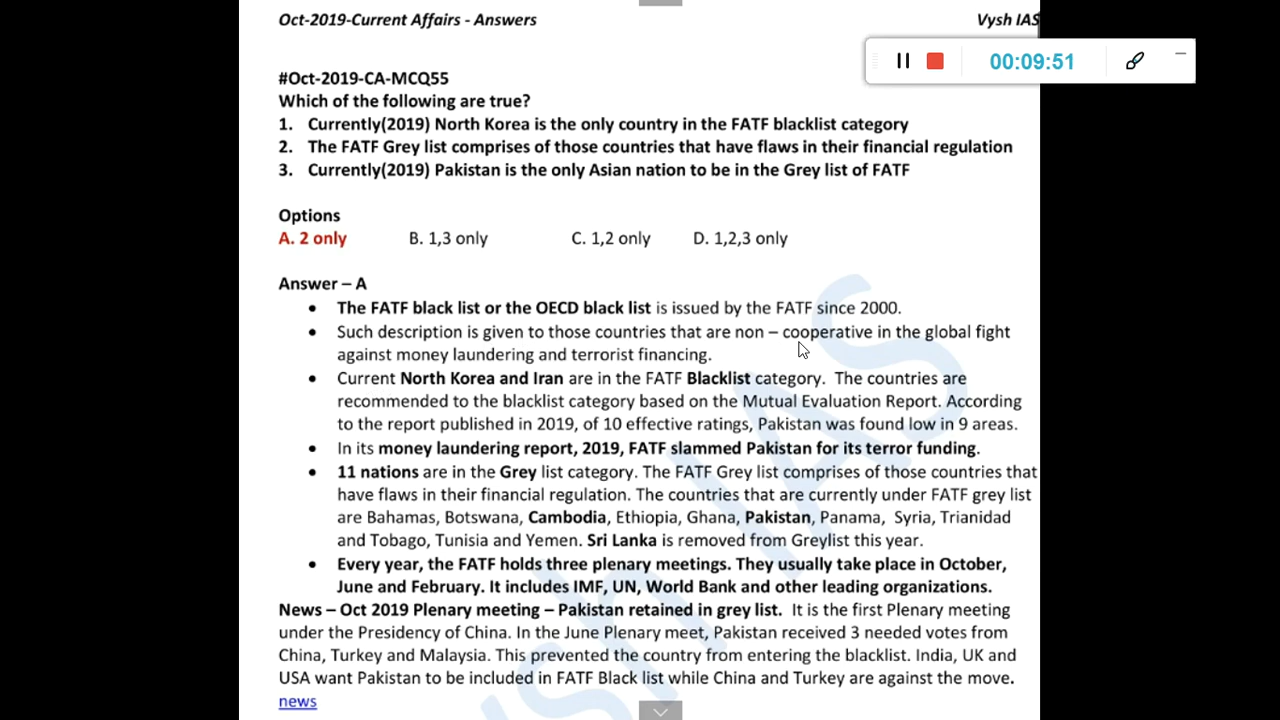 Oct-2019-Current Affairs - Answers
Vysh IAS
00:09:51
#Oct-2019-CA-MCQ55
Which of the following are true?
1. Currently(2019) North Korea is the only country in the FATF blacklist category
2. The FATF Grey list comprises of those countries that have flaws in their financial regulation
3. Currently(2019) Pakistan is the only Asian nation to be in the Grey list of FATF
Options
A. 2 only B. 1,3 only C. 1,2 only D. 1,2,3 only
Answer – A
• The FATF black list or the OECD black list is issued by the FATF since 2000.
• Such description is given to those countries that are non – cooperative in the global fight
against money laundering and terrorist financing.
• Current North Korea and Iran are in the FATF Blacklist category. The countries are
recommended to the blacklist category based on the Mutual Evaluation Report. According
to the report published in 2019, of 10 effective ratings, Pakistan was found low in 9 areas.
• In its money laundering report, 2019, FATF slammed Pakistan for its terror funding.
• 11 nations are in the Grey list category. The FATF Grey list comprises of those countries that
have flaws in their financial regulation. The countries that are currently under FATF grey list
are Bahamas, Botswana, Cambodia, Ethiopia, Ghana, Pakistan, Panama, Syria, Trianidad
and Tobago, Tunisia and Yemen. Sri Lanka is removed from Greylist this year.
• Every year, the FATF holds three plenary meetings. They usually take place in October,
June and February. It includes IMF, UN, World Bank and other leading organizations.
News – Oct 2019 Plenary meeting – Pakistan retained in grey list. It is the first Plenary meeting
under the Presidency of China. In the June Plenary meet, Pakistan received 3 needed votes from
China, Turkey and Malaysia. This prevented the country from entering the blacklist. India, UK and
USA want Pakistan to be included in FATF Black list while China and Turkey are against the move.
news